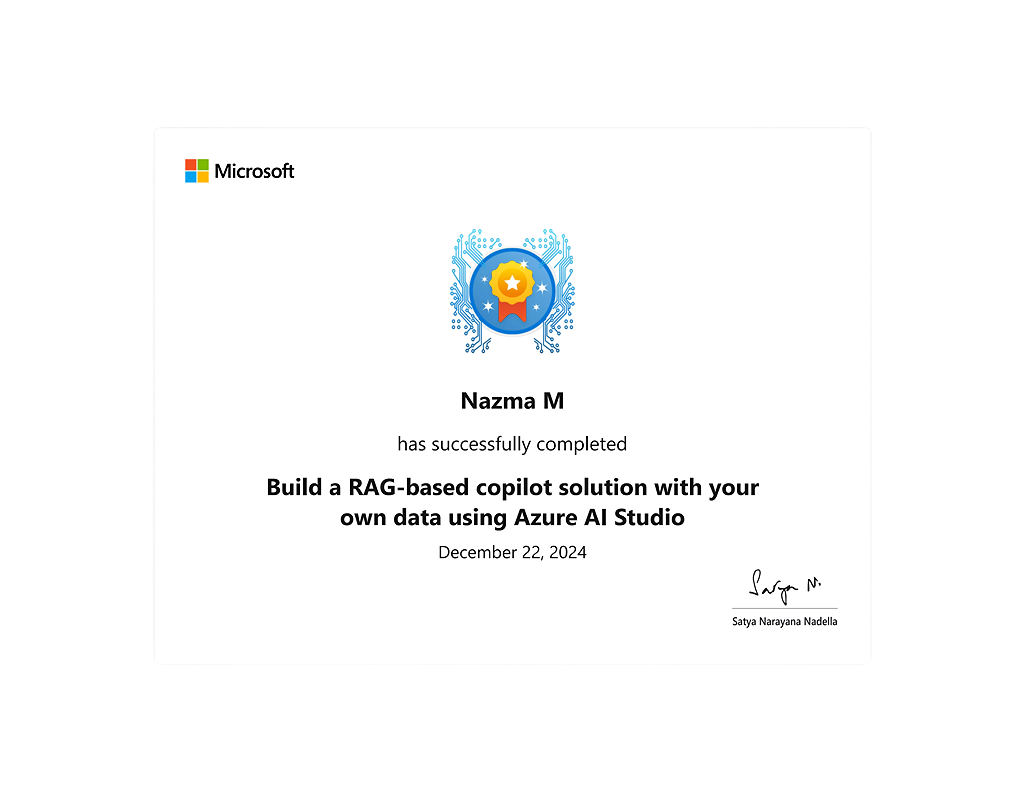 Microsoft
Nazma M
has successfully completed
Build a RAG-based copilot solution with your
own data using Azure AI Studio
December 22, 2024
Satya N.
Satya Narayana Nadella